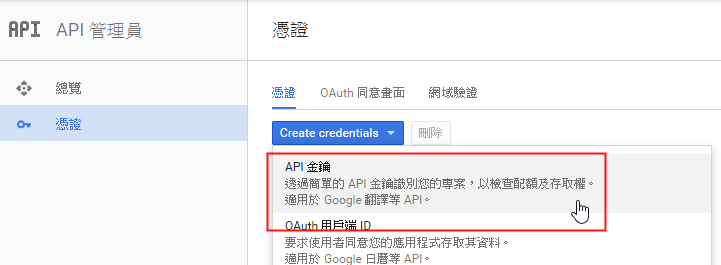 API API 管理員
憑證
總覽
憑證
憑證 OAuth 同意畫面 網域驗證
Create credentials 刪除
API 金鑰
透過簡單的 API 金鑰識別您的專案，以檢查配額及存取權。
適用於 Google 翻譯等 API。
OAuth 用戶端 ID
要求使用者同意您的應用程式存取其資料。
適用於 Google 日曆等 API。